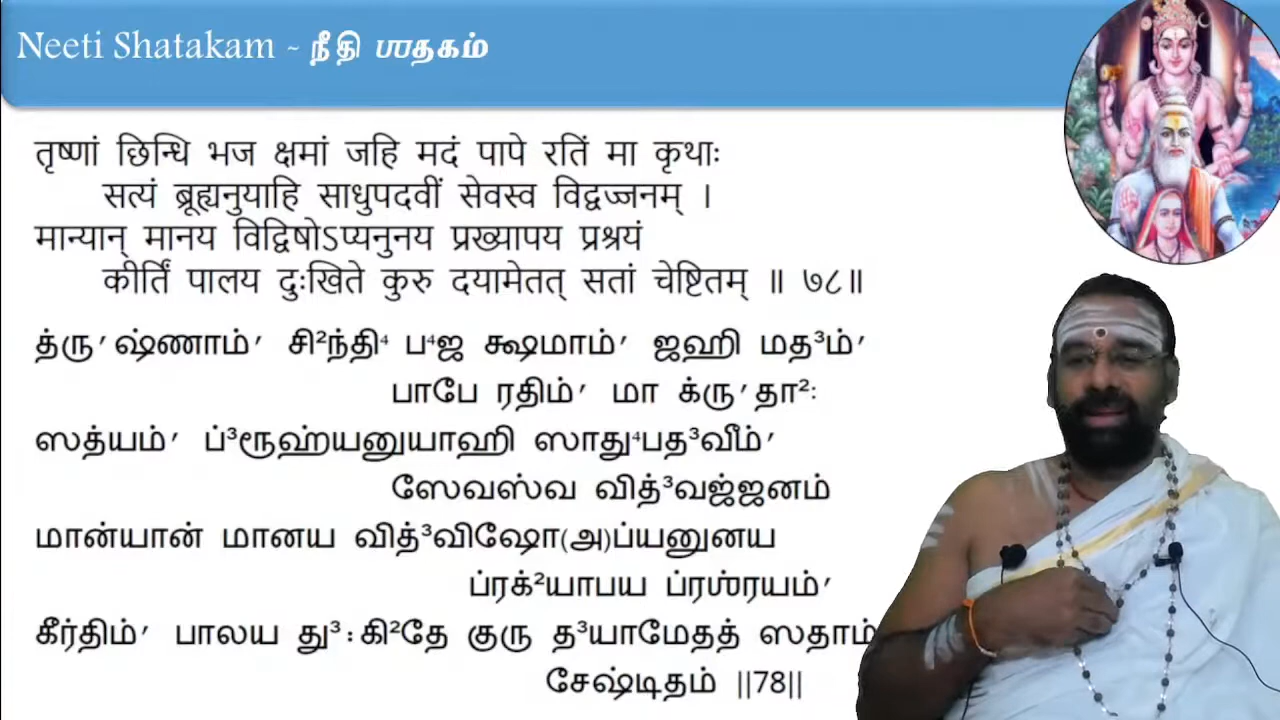 Neeti Shatakam - நீதி ஶதகம்
तृष्णां छिन्धि भज क्षमां जहि मदं पापे रतिं मा कृथाः
सत्यं ब्रूह्यनुयाहि साधुपदवीं सेवस्व विद्वज्जनम् ।
मान्यान् मानय विद्विषोऽप्यनुनय प्रख्यापय प्रश्रयं
कीर्तिं पालय दुःखिते कुरु दयामेतत् सतां चेष्टितम् ॥ ७८॥
த்ரு’ஷ்ணாம்’ சி²ந்தி⁴ ப⁴ஜ க்ஷமாம்’ ஜஹி மத³ம்’
பாபே ரதிம்’ மா க்ரு’தா²꞉
ஸத்யம்’ ப்³ரூஹ்யனுயாஹி ஸாது⁴பத³வீம்’
ஸேவஸ்வ வித்³வஜ்ஜனம்
மான்யான் மானய வித்³விஷோ(அ)ப்யனுனய
ப்ரக்²யாபய ப்ரஶ்ரயம்’
கீர்திம்’ பாலய து³꞉கி²தே குரு த³யாமேதத் ஸதாம்
சேஷ்டிதம் ||78||